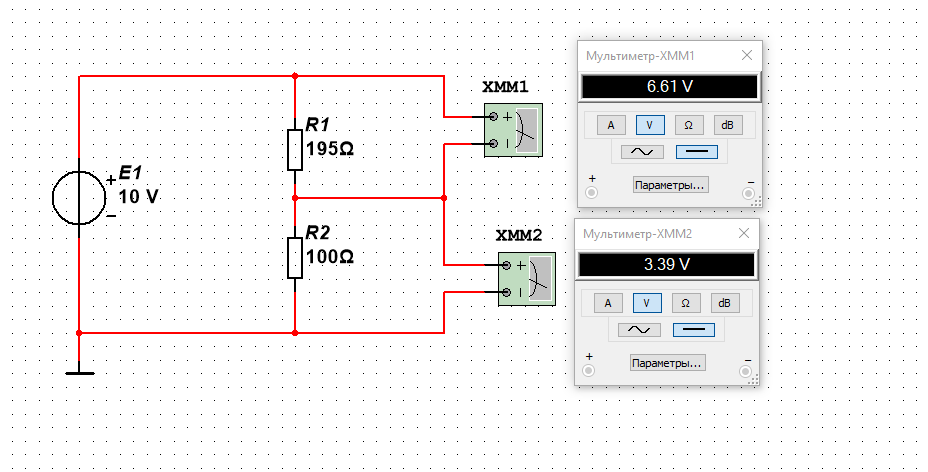 Мультиметр-XMM1
6.61 V
A V Ω dB
+ −
Параметры...
XMM1
+
R1
195Ω
E1
+
10 V
−
R2
100Ω
XMM2
+
Мультиметр-XMM2
3.39 V
A V Ω dB
+ −
Параметры...